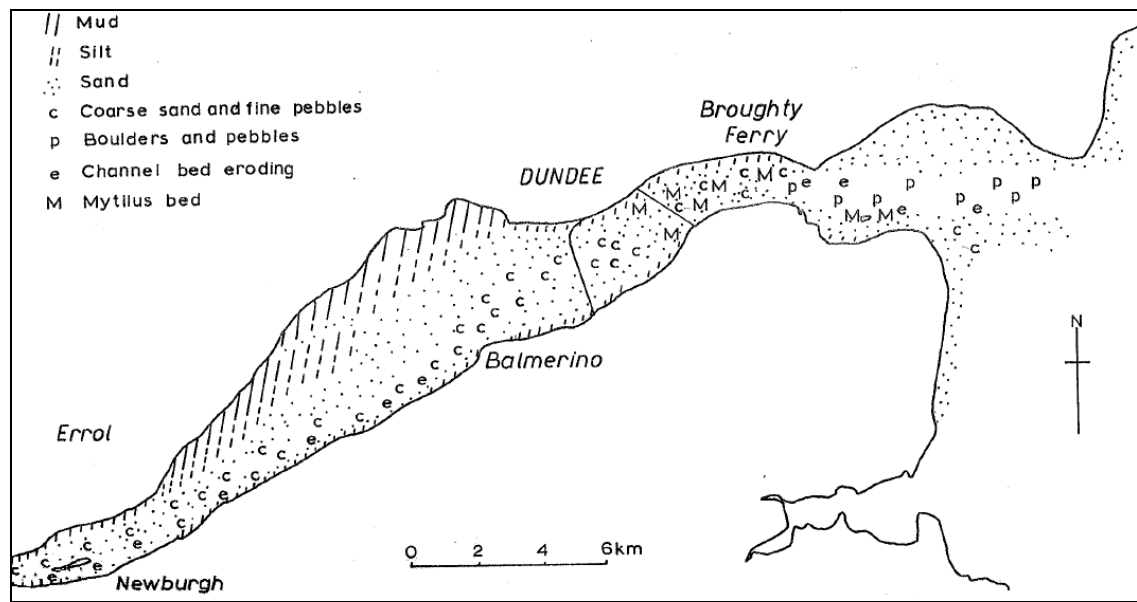 Mud
Silt
Sand
c Coarse sand and fine pebbles
p Boulders and pebbles
e Channel bed eroding
M Mytilus bed
Broughty
Ferry
DUNDEE
Balmerino
Errol
Newburgh
N
0 2 4 6km